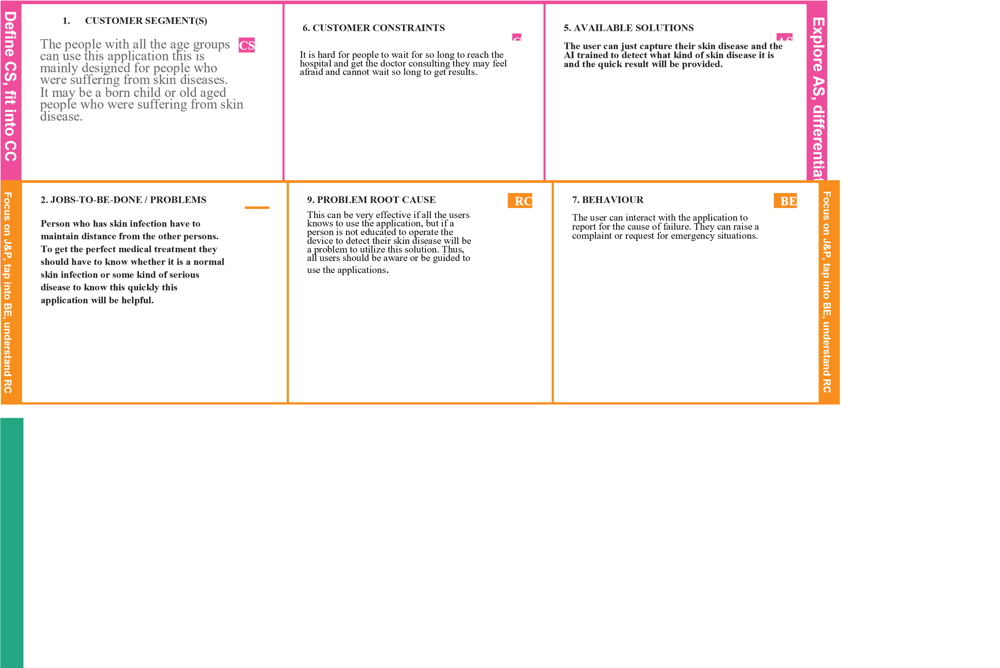 Define CS, fit into CC
1. CUSTOMER SEGMENT(S)
CS
The people with all the age groups
can use this application this is
mainly designed for people who
were suffering from skin diseases.
It may be a born child or old aged
people who were suffering from skin
disease.
6. CUSTOMER CONSTRAINTS
It is hard for people to wait for so long to reach the
hospital and get the doctor consulting they may feel
afraid and cannot wait so long to get results.
5. AVAILABLE SOLUTIONS
AS
The user can just capture their skin disease and the
AI trained to detect what kind of skin disease it is
and the quick result will be provided.
Explore AS, differentiat
Focus on J&P, tap into BE, understand RC
2. JOBS-TO-BE-DONE / PROBLEMS
Person who has skin infection have to
maintain distance from the other persons.
To get the perfect medical treatment they
should have to know whether it is a normal
skin infection or some kind of serious
disease to know this quickly this
application will be helpful.
9. PROBLEM ROOT CAUSE
RC
This can be very effective if all the users
knows to use the application, but if a
person is not educated to operate the
device to detect their skin disease will be
a problem to utilize this solution. Thus,
all users should be aware or be guided to
use the applications.
7. BEHAVIOUR
BE
The user can interact with the application to
report for the cause of failure. They can raise a
complaint or request for emergency situations.
Focus on J&P, tap into BE, understand RC